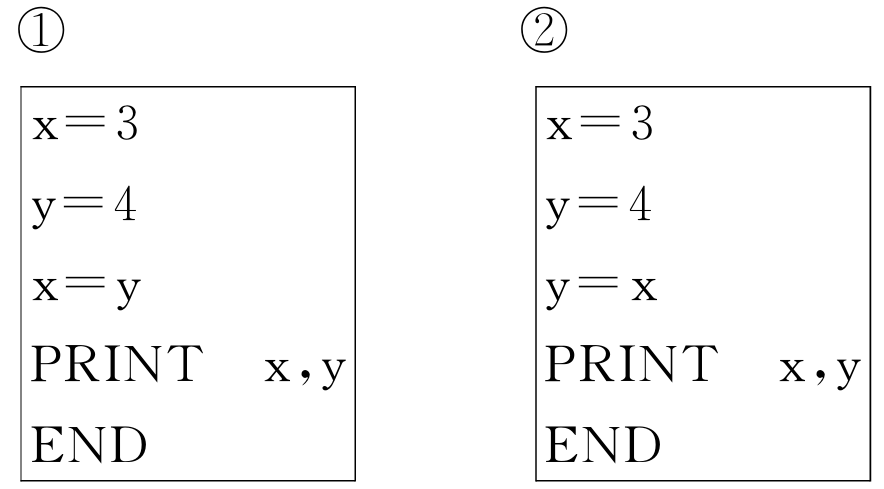 ①
x=3
y=4
x=y
PRINT x,y
END
②
x=3
y=4
y=x
PRINT x,y
END